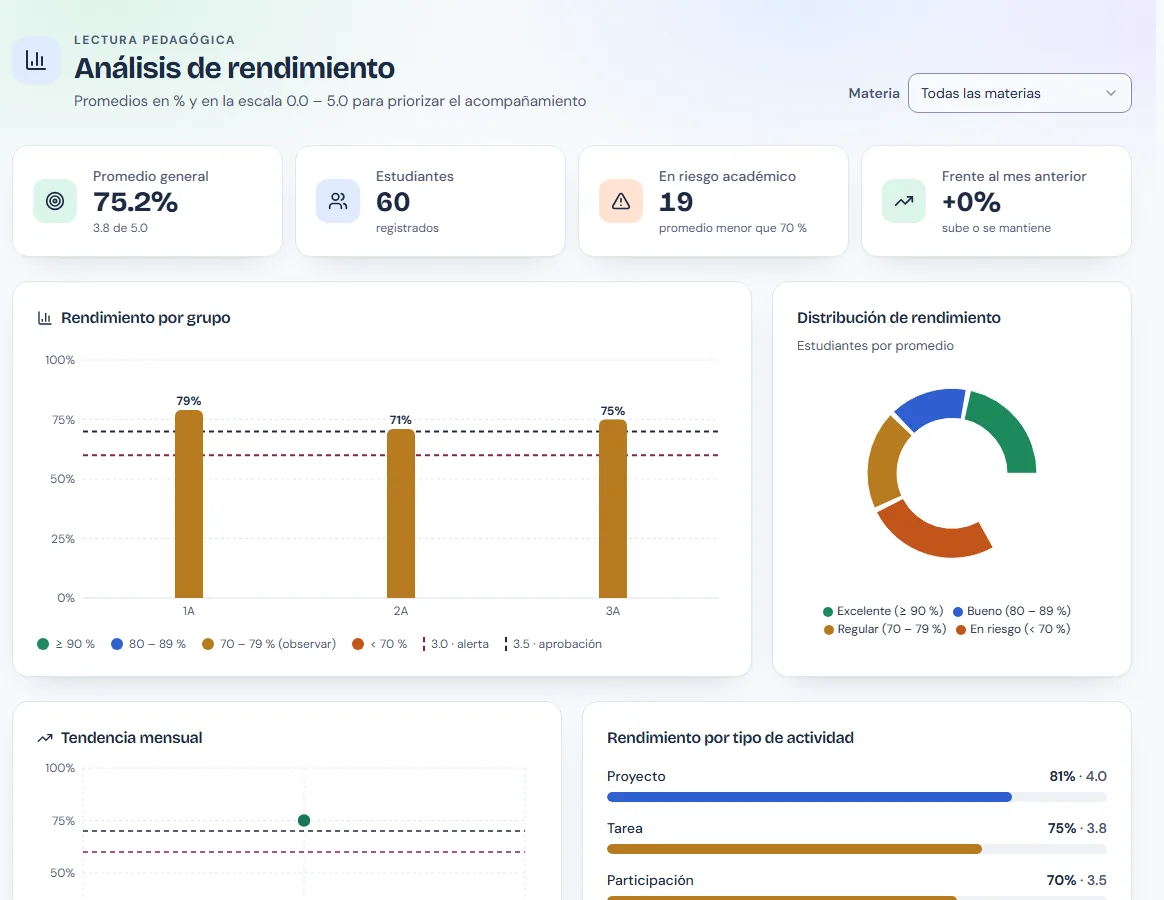 LECTURA PEDAGÓGICA
Análisis de rendimiento
Promedios en % y en la escala 0.0 – 5.0 para priorizar el acompañamiento
Materia
Todas las materias
Promedio general
75.2%
3.8 de 5.0
Estudiantes
60
registrados
En riesgo académico
19
promedio menor que 70 %
Frente al mes anterior
+0%
sube o se mantiene
Rendimiento por grupo
100%
75%
50%
25%
0%
79%
71%
75%
1A
2A
3A
≥ 90 %
80 – 89 %
70 – 79 % (observar)
< 70 %
3.0 · alerta
3.5 · aprobación
Distribución de rendimiento
Estudiantes por promedio
Excelente (≥ 90 %)
Bueno (80 – 89 %)
Regular (70 – 79 %)
En riesgo (< 70 %)
Tendencia mensual
100%
75%
50%
Rendimiento por tipo de actividad
Proyecto
81% · 4.0
Tarea
75% · 3.8
Participación
70% · 3.5